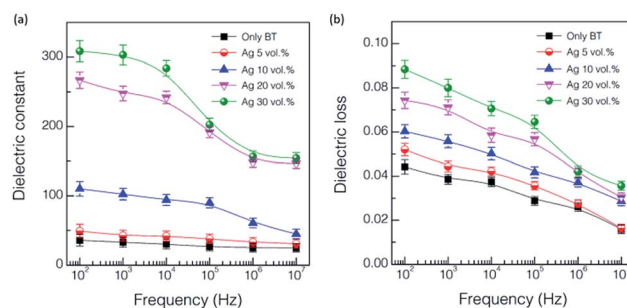 (a)
Only BT
Ag 5 vol.%
Ag 10 vol.%
Ag 20 vol.%
Ag 30 vol.%
Dielectric constant
300
200
100
0
10² 10³ 10⁴ 10⁵ 10⁶ 10⁷
Frequency (Hz)
(b)
Only BT
Ag 5 vol.%
Ag 10 vol.%
Ag 20 vol.%
Ag 30 vol.%
Dielectric loss
0.10
0.08
0.06
0.04
0.02
0.00
10² 10³ 10⁴ 10⁵ 10⁶ 10
Frequency (Hz)